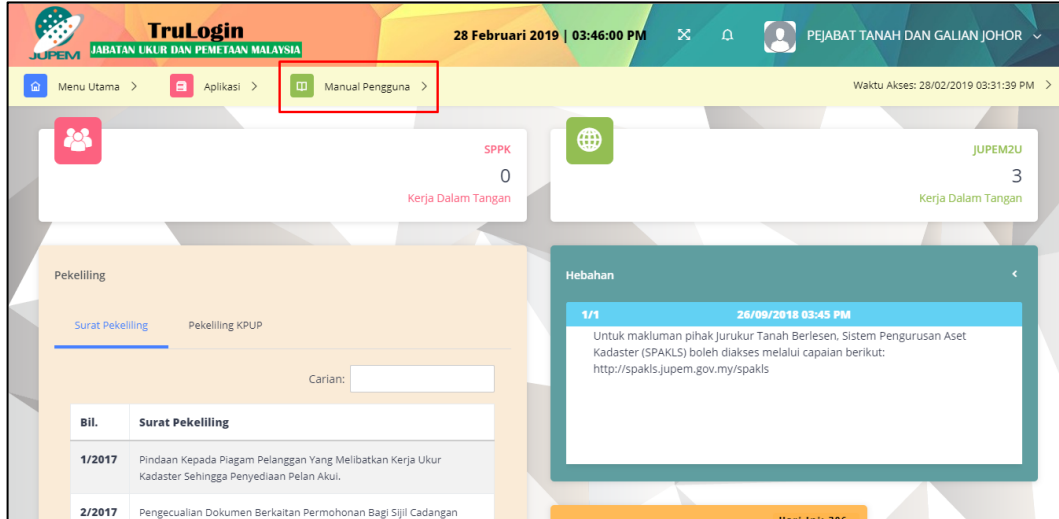 TruLogin
JUPEM
JABATAN UKUR DAN PEMETAAN MALAYSIA
28 Februari 2019 | 03:46:00 PM
PEJABAT TANAH DAN GALIAN JOHOR
Menu Utama >
Aplikasi >
Manual Pengguna >
Waktu Akses: 28/02/2019 03:31:39 PM >
SPPK
0
Kerja Dalam Tangan
JUPEM2U
3
Kerja Dalam Tangan
Pekeliling
Surat Pekeliling
Pekeliling KPUP
Carian:
Bil. Surat Pekeliling
1/2017 Pindaan Kepada Piagam Pelanggan Yang Melibatkan Kerja Ukur
Kadaster Sehingga Penyediaan Pelan Akui.
2/2017 Pengecualian Dokumen Berkaitan Permohonan Bagi Sijil Cadangan
Hebahan
1/1 26/09/2018 03:45 PM
Untuk makluman pihak Jurukur Tanah Berlesen, Sistem Pengurusan Aset
Kadaster (SPAKLS) boleh diakses melalui capaian berikut:
http://spakls.jupem.gov.my/spakls